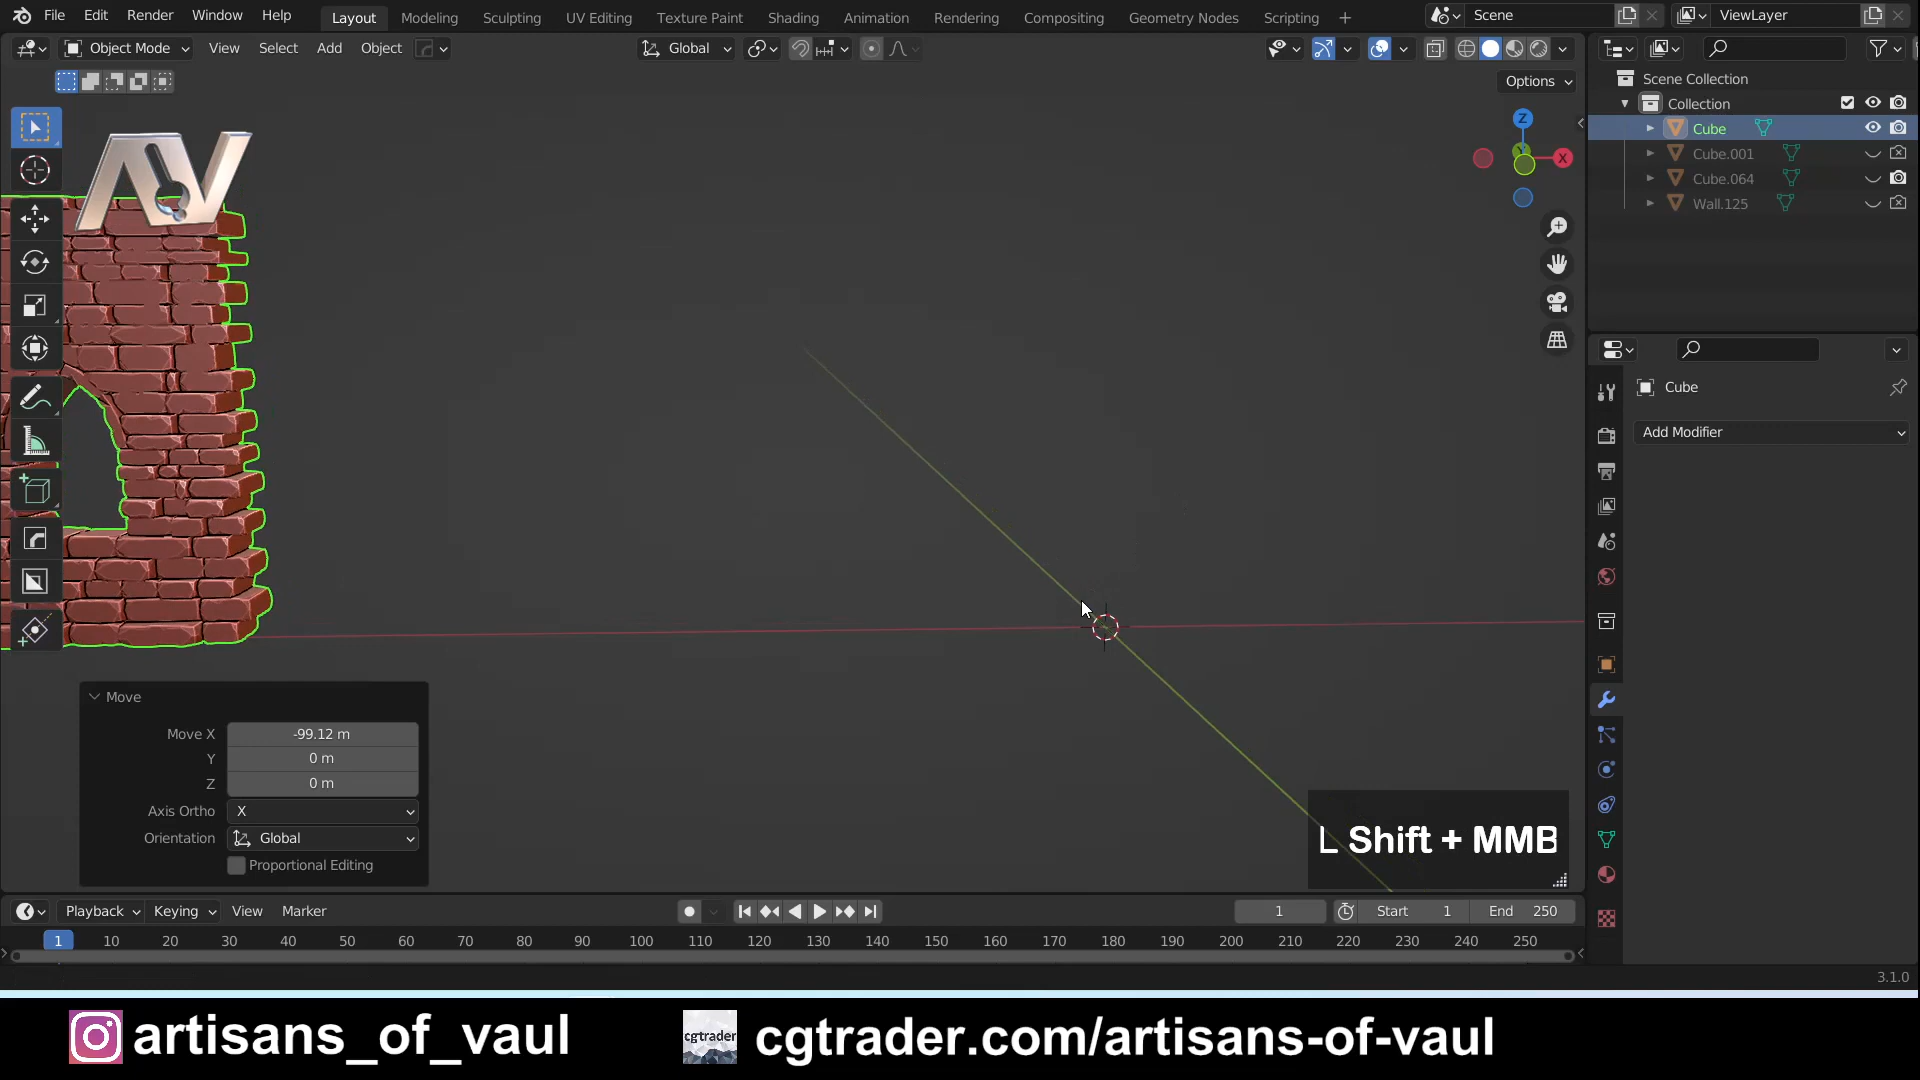 File Edit Render Window Help Layout Modeling Sculpting UV Editing Texture Paint Shading Animation Rendering Compositing Geometry Nodes Scripting + Scene ViewLayer
Object Mode View Select Add Object Global
Options
Scene Collection
Collection
Cube
Cube.001
Cube.064
Wall.125
Z
X
AV
Cube
Add Modifier
Move
Move X -99.12 m
Y 0 m
Z 0 m
Axis Ortho X
Orientation Global
Proportional Editing
L Shift + MMB
Playback Keying View Marker 1 Start 1 End 250
1 10 20 30 40 50 60 70 80 90 100 110 120 130 140 150 160 170 180 190 200 210 220 230 240 250
3.1.0
artisans_of_vaul cgtrader cgtrader.com/artisans-of-vaul